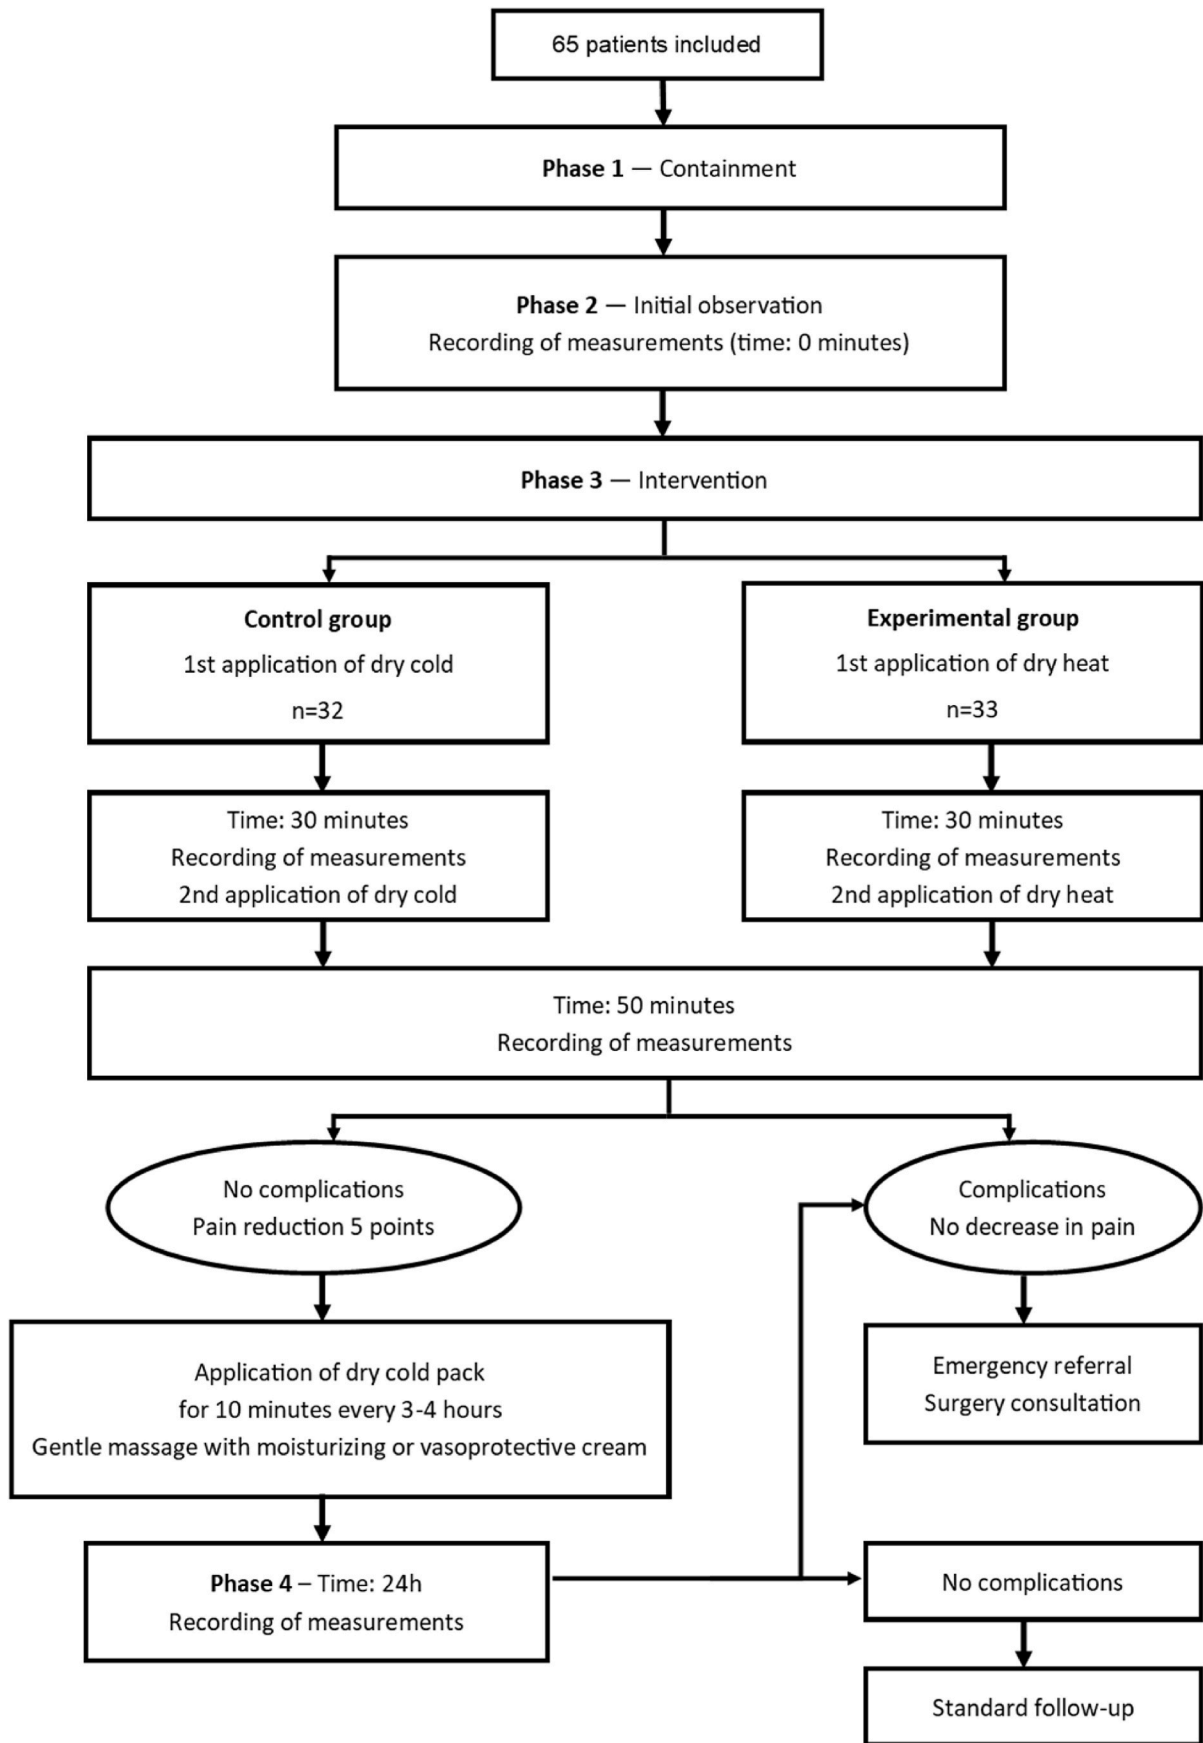 65 patients included
Phase 1 — Containment
Phase 2 — Initial observation
Recording of measurements (time: 0 minutes)
Phase 3 — Intervention
Control group
1st application of dry cold
n=32
Experimental group
1st application of dry heat
n=33
Time: 30 minutes
Recording of measurements
2nd application of dry cold
Time: 30 minutes
Recording of measurements
2nd application of dry heat
Time: 50 minutes
Recording of measurements
No complications
Pain reduction 5 points
Complications
No decrease in pain
Application of dry cold pack
for 10 minutes every 3-4 hours
Gentle massage with moisturizing or vasoprotective cream
Emergency referral
Surgery consultation
Phase 4 – Time: 24h
Recording of measurements
No complications
Standard follow-up